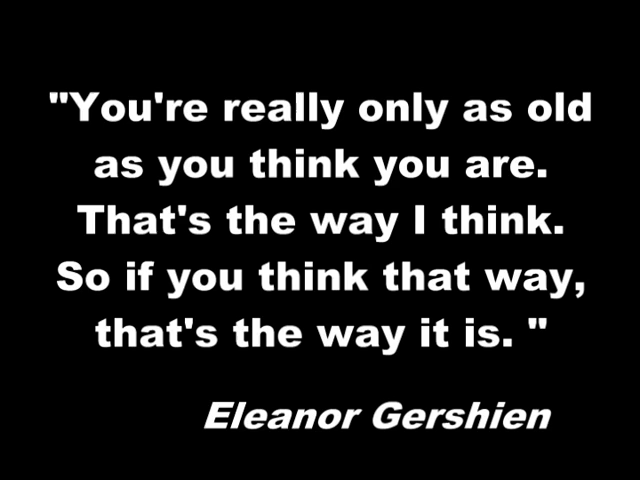 "You're really only as old
as you think you are.
That's the way I think.
So if you think that way,
that's the way it is. "
Eleanor Gershien